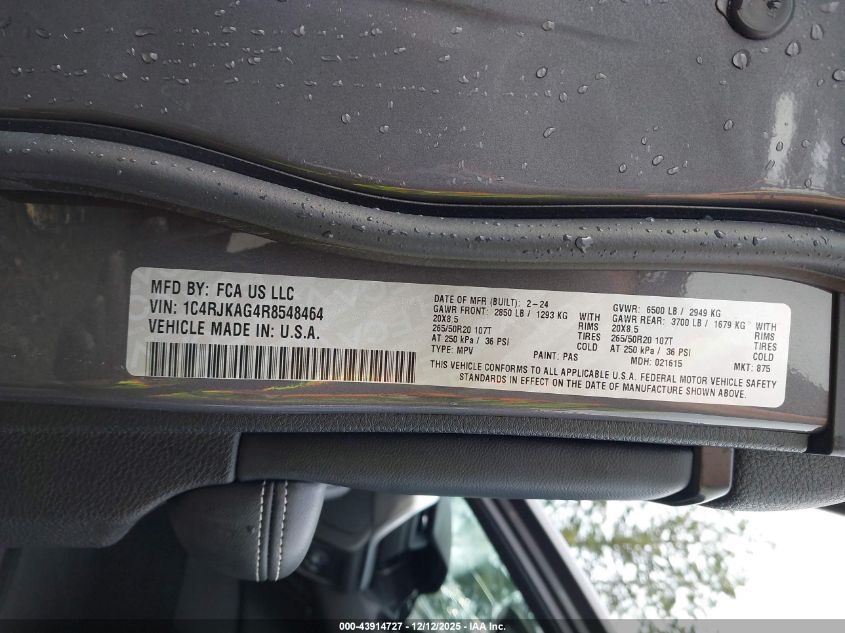 MFD BY: FCA US LLC
VIN: 1C4RJKAG4R8548464
VEHICLE MADE IN: U.S.A.
DATE OF MFR (BUILT): 2-24
GAWR FRONT: 2850 LB / 1293 KG WITH
20X8.5 RIMS
265/50R20 107T TIRES
AT 250 kPa / 36 PSI COLD
TYPE: MPV PAINT: PAS
GVWR: 6500 LB / 2949 KG
GAWR REAR: 3700 LB / 1679 KG WITH
20X8.5 RIMS
265/50R20 107T TIRES
AT 250 kPa / 36 PSI COLD
MDH: 021615 MKT: 875
THIS VEHICLE CONFORMS TO ALL APPLICABLE U.S.A. FEDERAL MOTOR VEHICLE SAFETY
STANDARDS IN EFFECT ON THE DATE OF MANUFACTURE SHOWN ABOVE.
000-43914727 - 12/12/2025 - IAA Inc.